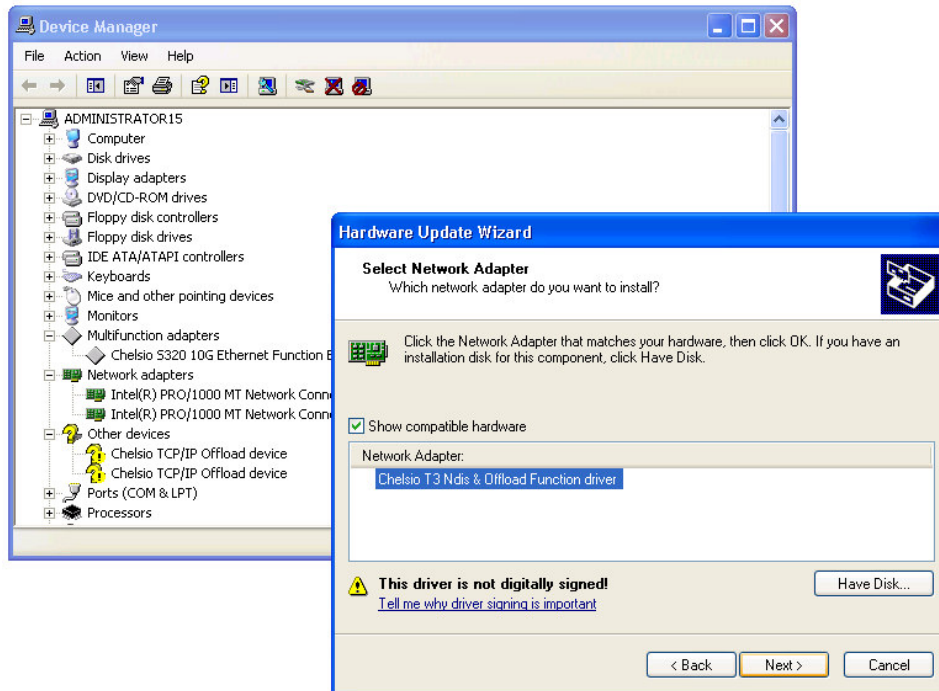 Device Manager
File Action View Help
ADMINISTRATOR15
Computer
Disk drives
Display adapters
DVD/CD-ROM drives
Floppy disk controllers
Floppy disk drives
IDE ATA/ATAPI controllers
Keyboards
Mice and other pointing devices
Monitors
Multifunction adapters
Chelsio S320 10G Ethernet Function
Network adapters
Intel(R) PRO/1000 MT Network
Intel(R) PRO/1000 MT Network
Other devices
Chelsio TCP/IP Offload device
Chelsio TCP/IP Offload device
Ports (COM & LPT)
Processors
Hardware Update Wizard
Select Network Adapter
Which network adapter do you want to install?
Click the Network Adapter that matches your hardware, then click OK. If you have an
installation disk for this component, click Have Disk.
Show compatible hardware
Network Adapter:
Chelsio T3 Ndis & Offload Function driver
This driver is not digitally signed!
Tell me why driver signing is important
Have Disk...
< Back Next > Cancel